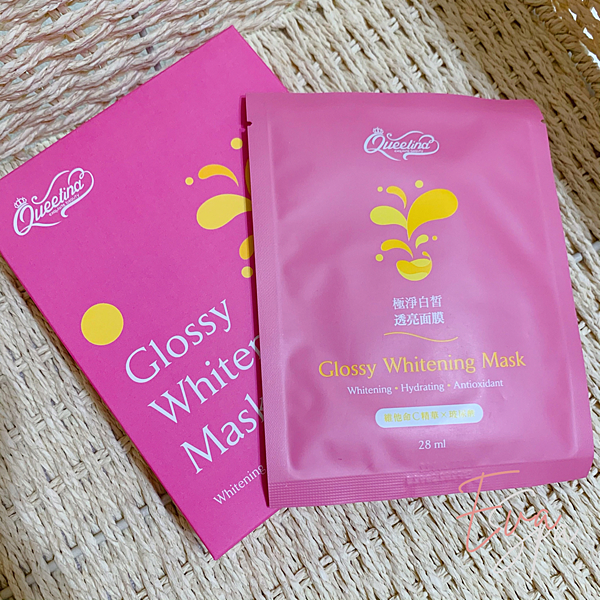 Queelina
Glossy
Whiten
Mask
Whitening
Queelina
極淨白皙
透亮面膜
Glossy Whitening Mask
Whitening • Hydrating • Antioxidant
28 ml
Eva